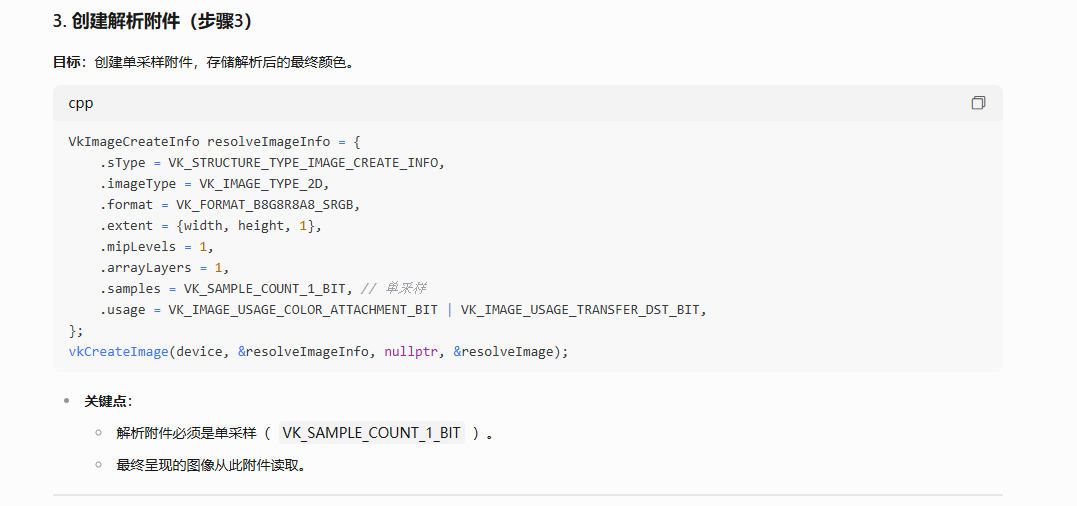 3. 创建解析附件（步骤3）
目标：创建单采样附件，存储解析后的最终颜色。
cpp
VkImageCreateInfo resolveImageInfo = {
    .sType = VK_STRUCTURE_TYPE_IMAGE_CREATE_INFO,
    .imageType = VK_IMAGE_TYPE_2D,
    .format = VK_FORMAT_B8G8R8A8_SRGB,
    .extent = {width, height, 1},
    .mipLevels = 1,
    .arrayLayers = 1,
    .samples = VK_SAMPLE_COUNT_1_BIT, // 单采样
    .usage = VK_IMAGE_USAGE_COLOR_ATTACHMENT_BIT | VK_IMAGE_USAGE_TRANSFER_DST_BIT,
};
vkCreateImage(device, &resolveImageInfo, nullptr, &resolveImage);
关键点：
解析附件必须是单采样（ VK_SAMPLE_COUNT_1_BIT ）。
最终呈现的图像从此附件读取。